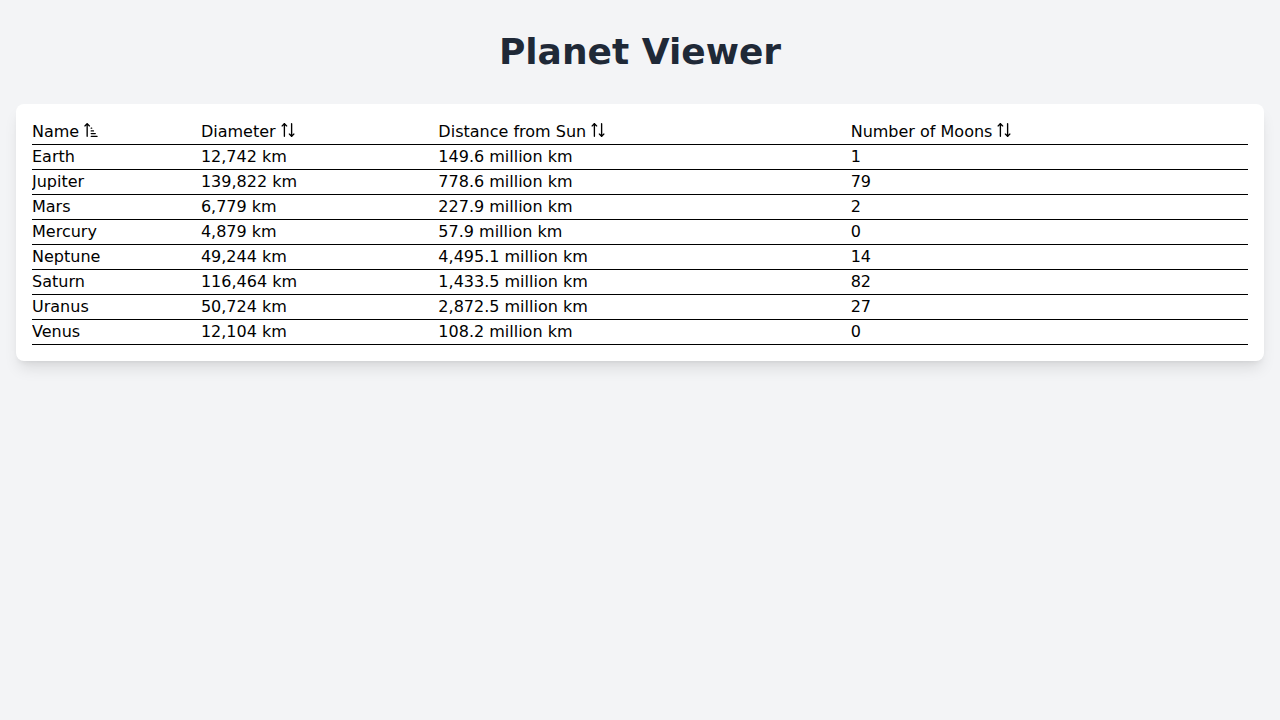 Planet Viewer
Name Diameter Distance from Sun Number of Moons
Earth 12,742 km 149.6 million km 1
Jupiter 139,822 km 778.6 million km 79
Mars 6,779 km 227.9 million km 2
Mercury 4,879 km 57.9 million km 0
Neptune 49,244 km 4,495.1 million km 14
Saturn 116,464 km 1,433.5 million km 82
Uranus 50,724 km 2,872.5 million km 27
Venus 12,104 km 108.2 million km 0